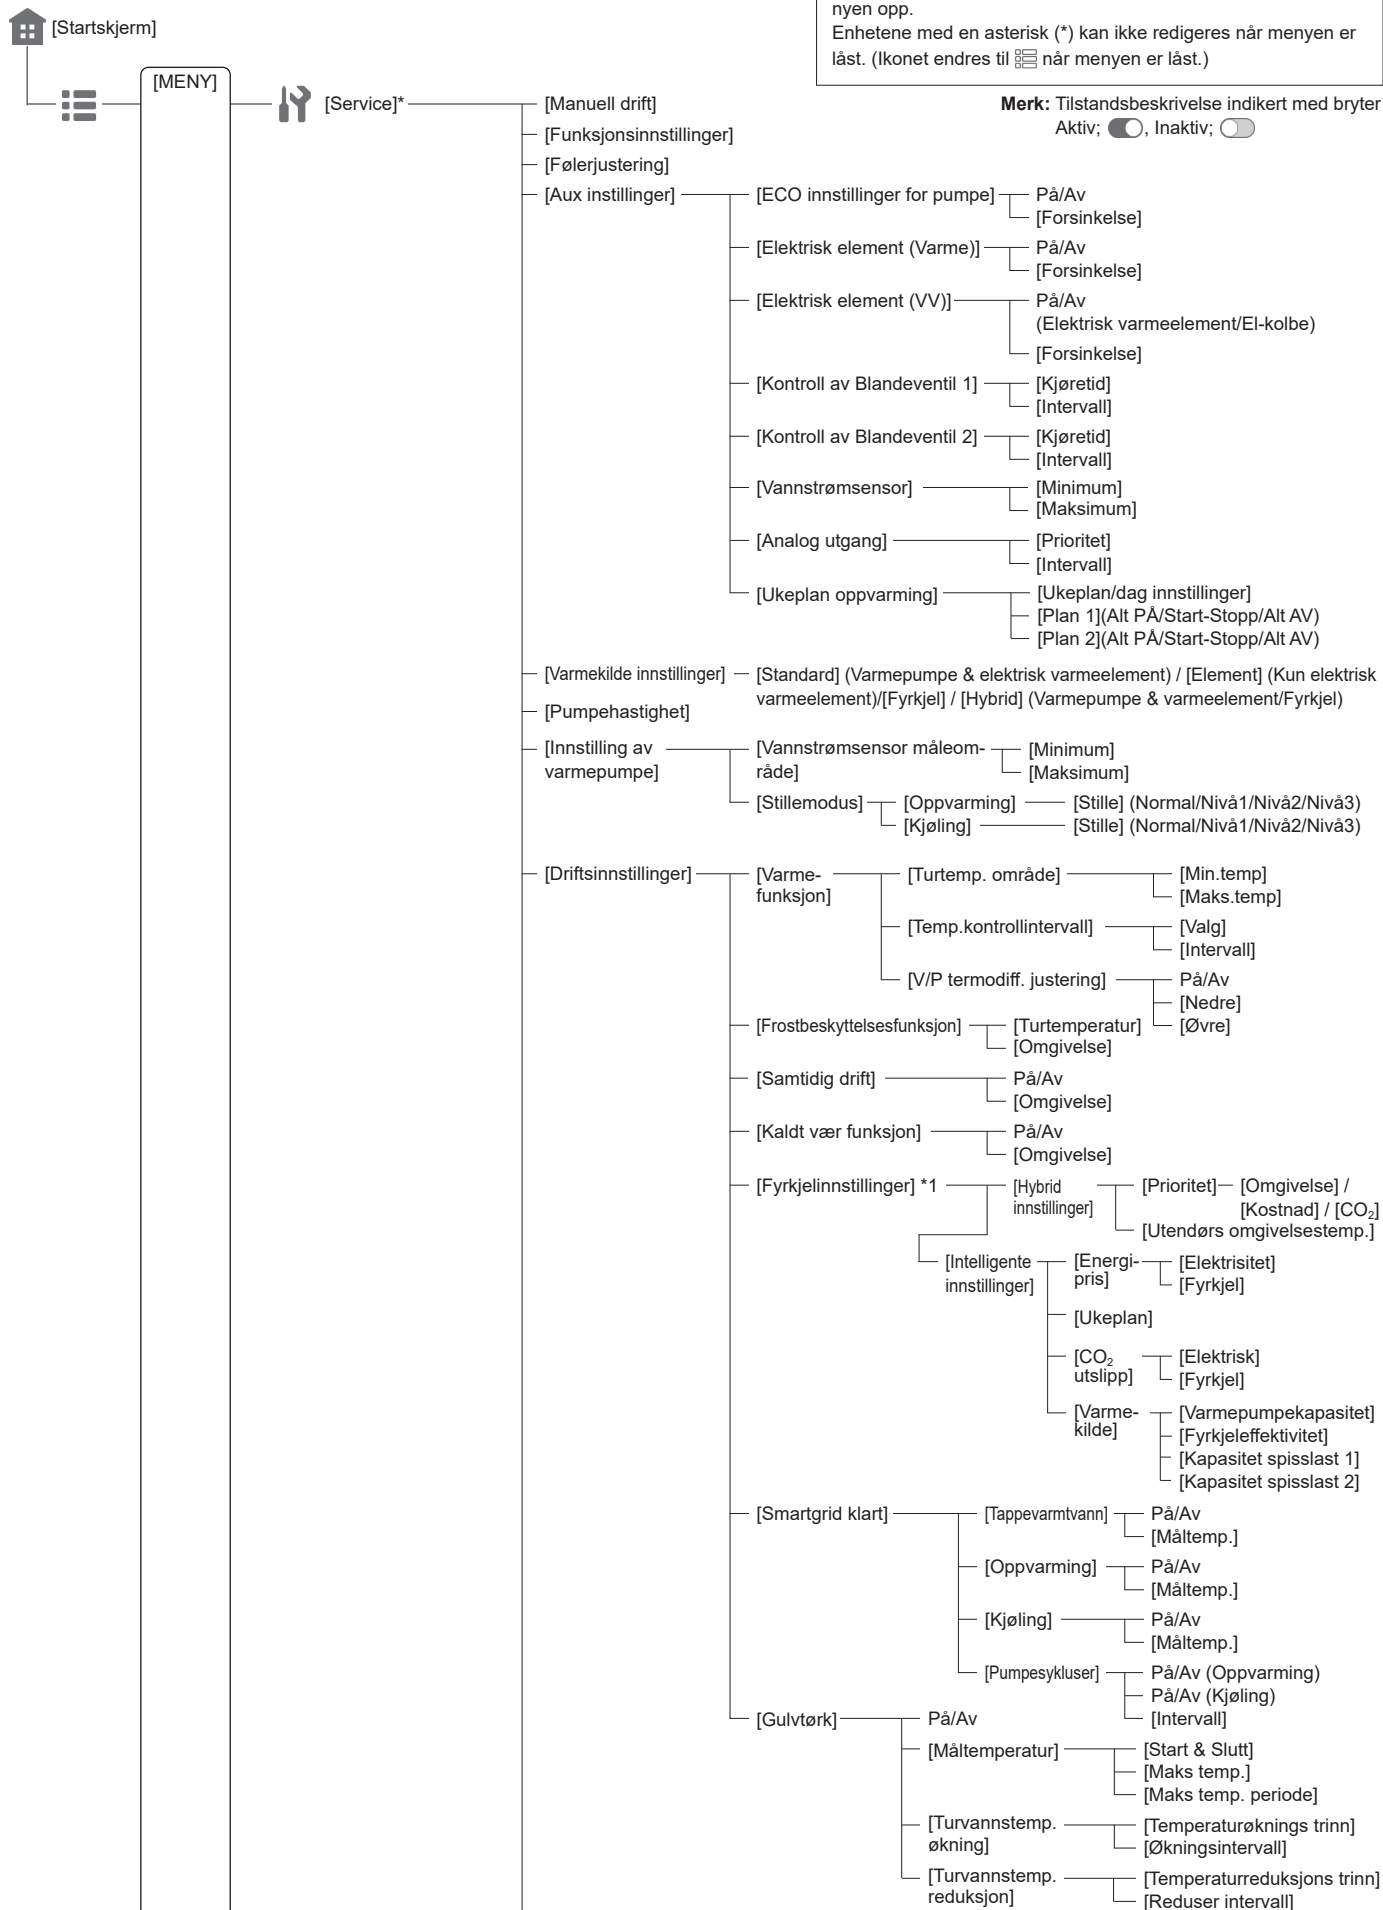 nyen opp.
Enhetene med en asterisk (*) kan ikke redigeres når menyen er
låst. (Ikonet endres til når menyen er låst.)
[Startskjerm]
[MENY]
[Service]*
Merk: Tilstandsbeskrivelse indikert med bryter
Aktiv; , Inaktiv;
[Manuell drift]
[Funksjonsinnstillinger]
[Følerjustering]
[Aux instillinger]
[ECO innstillinger for pumpe]
På/Av
[Forsinkelse]
[Elektrisk element (Varme)]
På/Av
[Forsinkelse]
[Elektrisk element (VV)]
På/Av
(Elektrisk varmeelement/El-kolbe)
[Forsinkelse]
[Kontroll av Blandeventil 1]
[Kjøretid]
[Intervall]
[Kontroll av Blandeventil 2]
[Kjøretid]
[Intervall]
[Vannstrømsensor]
[Minimum]
[Maksimum]
[Analog utgang]
[Prioritet]
[Intervall]
[Ukeplan oppvarming]
[Ukeplan/dag innstillinger]
[Plan 1](Alt PÅ/Start-Stopp/Alt AV)
[Plan 2](Alt PÅ/Start-Stopp/Alt AV)
[Varmekilde innstillinger]
[Standard] (Varmepumpe & elektrisk varmeelement) / [Element] (Kun elektrisk
varmeelement)/[Fyrkjel] / [Hybrid] (Varmepumpe & varmeelement/Fyrkjel)
[Pumpehastighet]
[Innstilling av
varmepumpe]
[Vannstrømsensor måleom-
råde]
[Minimum]
[Maksimum]
[Stillemodus]
[Oppvarming]
[Stille] (Normal/Nivå1/Nivå2/Nivå3)
[Kjøling]
[Stille] (Normal/Nivå1/Nivå2/Nivå3)
[Driftsinnstillinger]
[Varme-
funksjon]
[Turtemp. område]
[Min.temp]
[Maks.temp]
[Temp.kontrollintervall]
[Valg]
[Intervall]
[V/P termodiff. justering]
På/Av
[Nedre]
[Øvre]
[Frostbeskyttelsesfunksjon]
[Turtemperatur]
[Omgivelse]
[Samtidig drift]
På/Av
[Omgivelse]
[Kaldt vær funksjon]
På/Av
[Omgivelse]
[Fyrkjelinnstillinger] *1
[Hybrid
innstillinger]
[Prioritet]
[Omgivelse] /
[Kostnad] / [CO₂]
[Utendørs omgivelsestemp.]
[Intelligente
innstillinger]
[Energi-
pris]
[Elektrisitet]
[Fyrkjel]
[Ukeplan]
[CO₂
utslipp]
[Elektrisk]
[Fyrkjel]
[Varme-
kilde]
[Varmepumpekapasitet]
[Fyrkjeleffektivitet]
[Kapasitet spisslast 1]
[Kapasitet spisslast 2]
[Smartgrid klart]
[Tappevarmtvann]
På/Av
[Måltemp.]
[Oppvarming]
På/Av
[Måltemp.]
[Kjøling]
På/Av
[Måltemp.]
[Pumpesykluser]
På/Av (Oppvarming)
På/Av (Kjøling)
[Intervall]
[Gulvtørk]
På/Av
[Måltemperatur]
[Start & Slutt]
[Maks temp.]
[Maks temp. periode]
[Turvannstemp.
økning]
[Temperaturøknings trinn]
[Økningsintervall]
[Turvannstemp.
reduksjon]
[Temperaturreduksjons trinn]
[Reduser intervall]